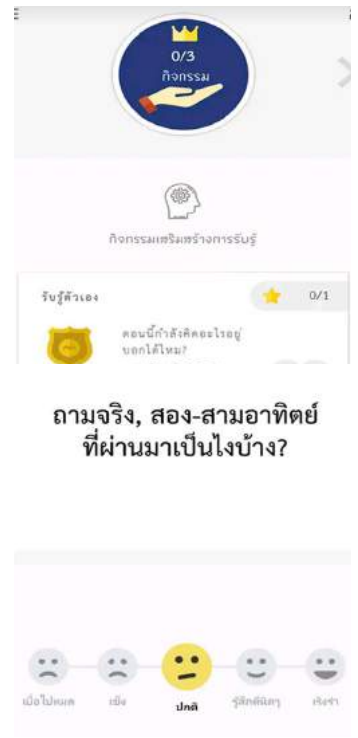 0/3
กิจกรรม
กิจกรรมเสริมสร้างการรับรู้
รับรู้ตัวเอง
0/1
ตอนนี้กำลังคิดอะไรอยู่
บอกได้ไหม?
ถามจริง, สอง-สามอาทิตย์
ที่ผ่านมาเป็นไงบ้าง?
เบื่อไปหมด
เซ็ง
ปกติ
รู้สึกดีนิดๆ
เริงร่า